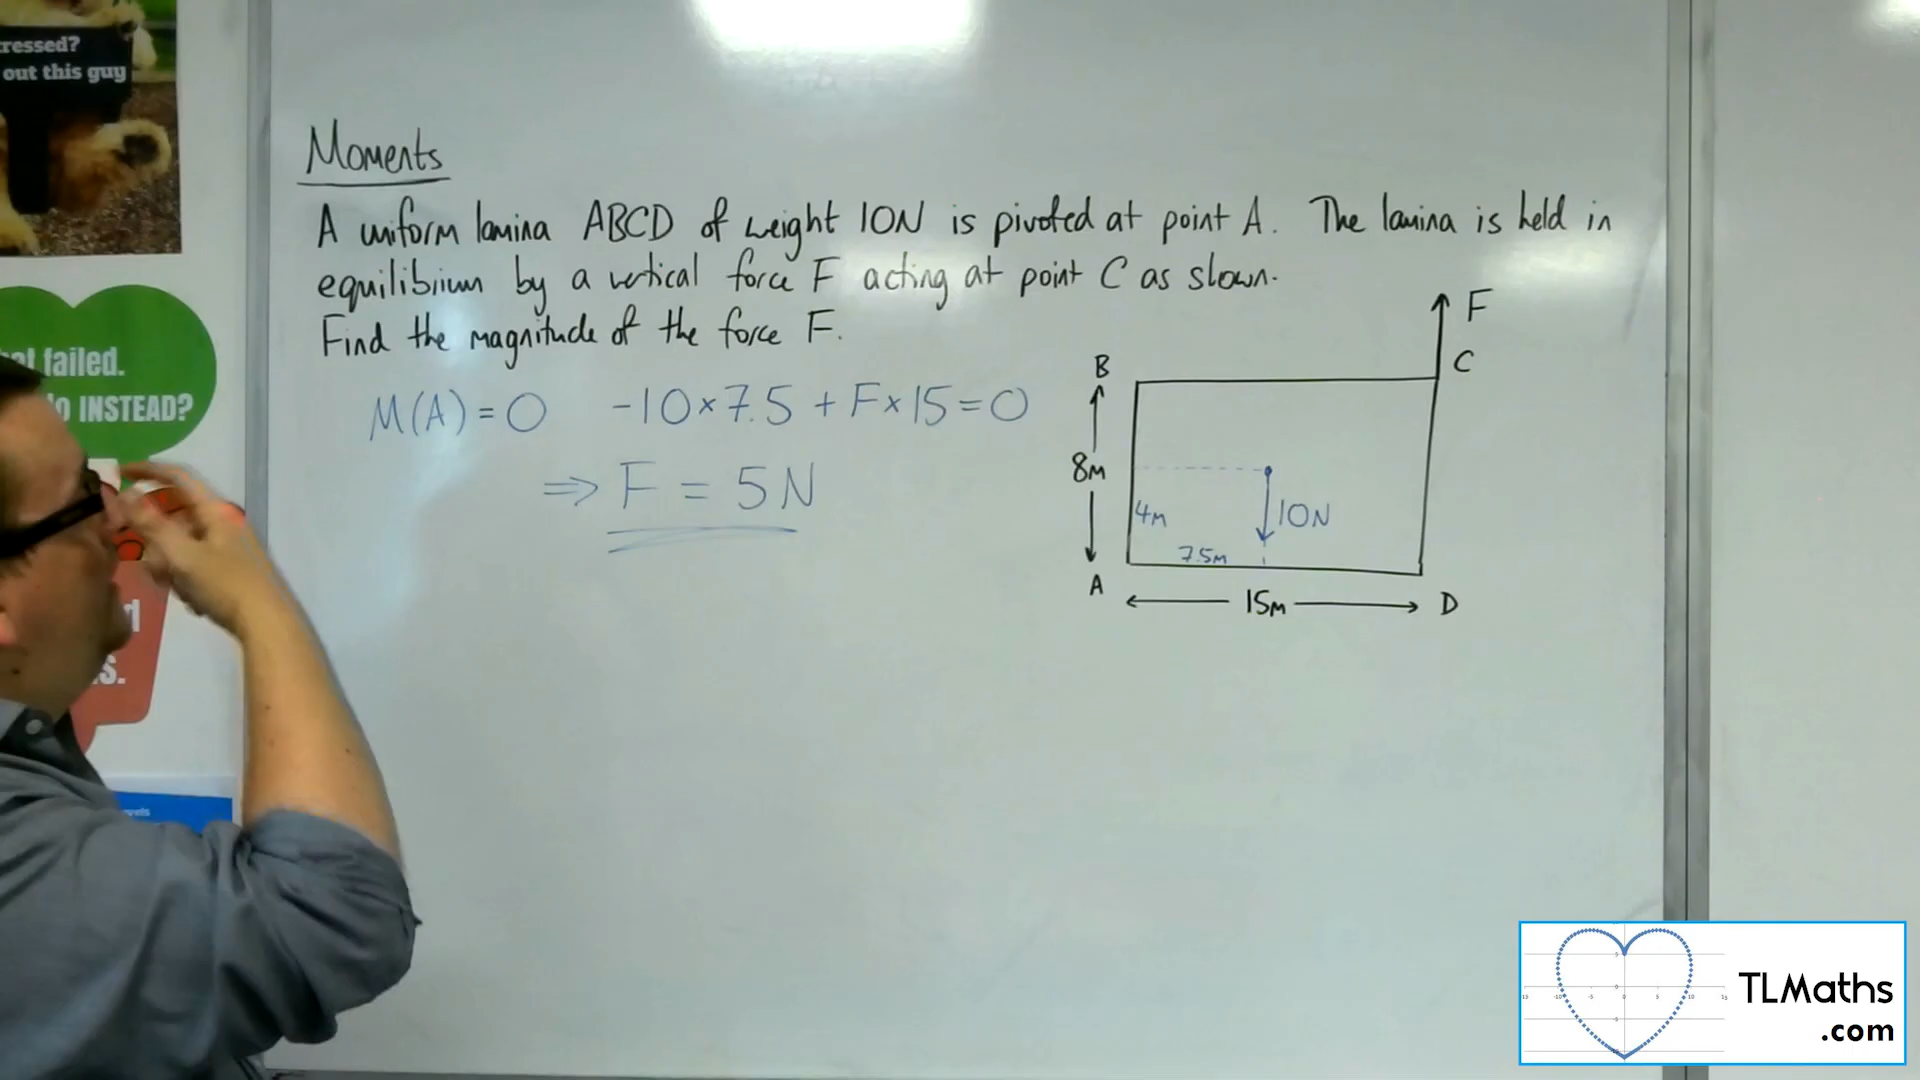 ressed?
out this guy
failed.
INSTEAD?
s.
Moments
A uniform lamina ABCD of weight 10N is pivoted at point A. The lamina is held in
equilibrium by a vertical force F acting at point C as shown.
Find the magnitude of the force F.
M(A) = 0 -10×7.5 + F×15 = 0
⇒ F = 5N
F
B
C
8m
4m
10N
7.5m
A
15m
D
TLMaths
.com